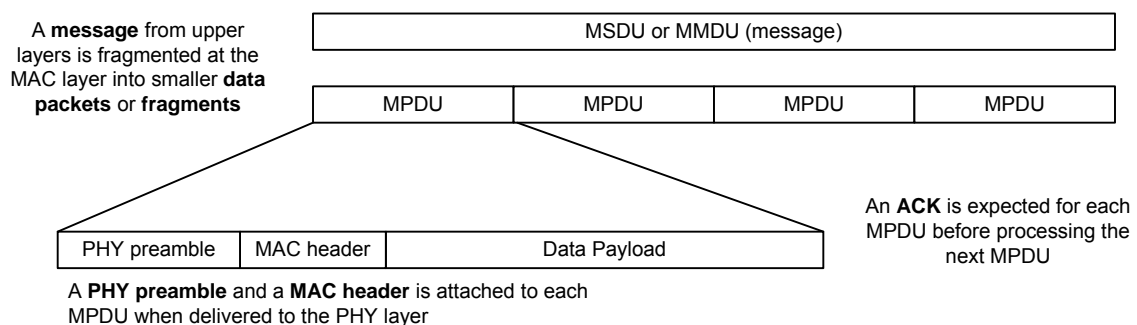 A message from upper
layers is fragmented at the
MAC layer into smaller data
packets or fragments
MSDU or MMDU (message)
MPDU MPDU MPDU MPDU
PHY preamble MAC header Data Payload
An ACK is expected for each
MPDU before processing the
next MPDU
A PHY preamble and a MAC header is attached to each
MPDU when delivered to the PHY layer